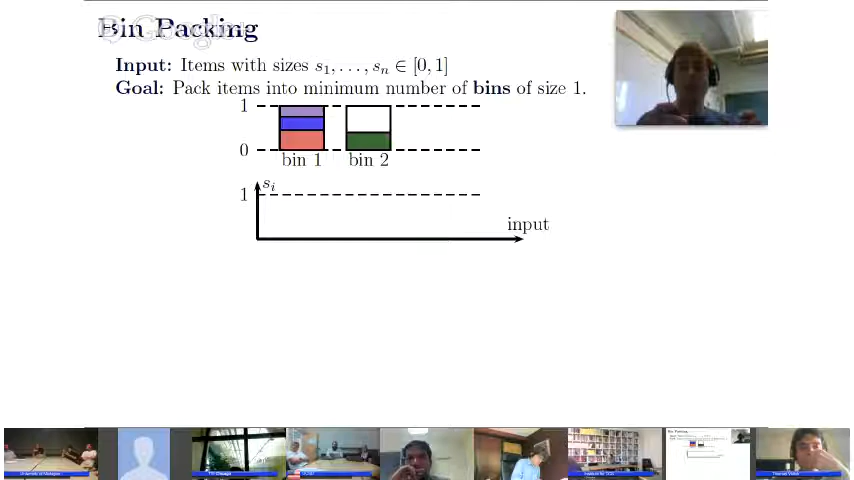 Bin Packing
Input: Items with sizes s₁, . . . , sₙ ∈ [0, 1]
Goal: Pack items into minimum number of bins of size 1.
1
0
bin 1 bin 2
sᵢ
1
input